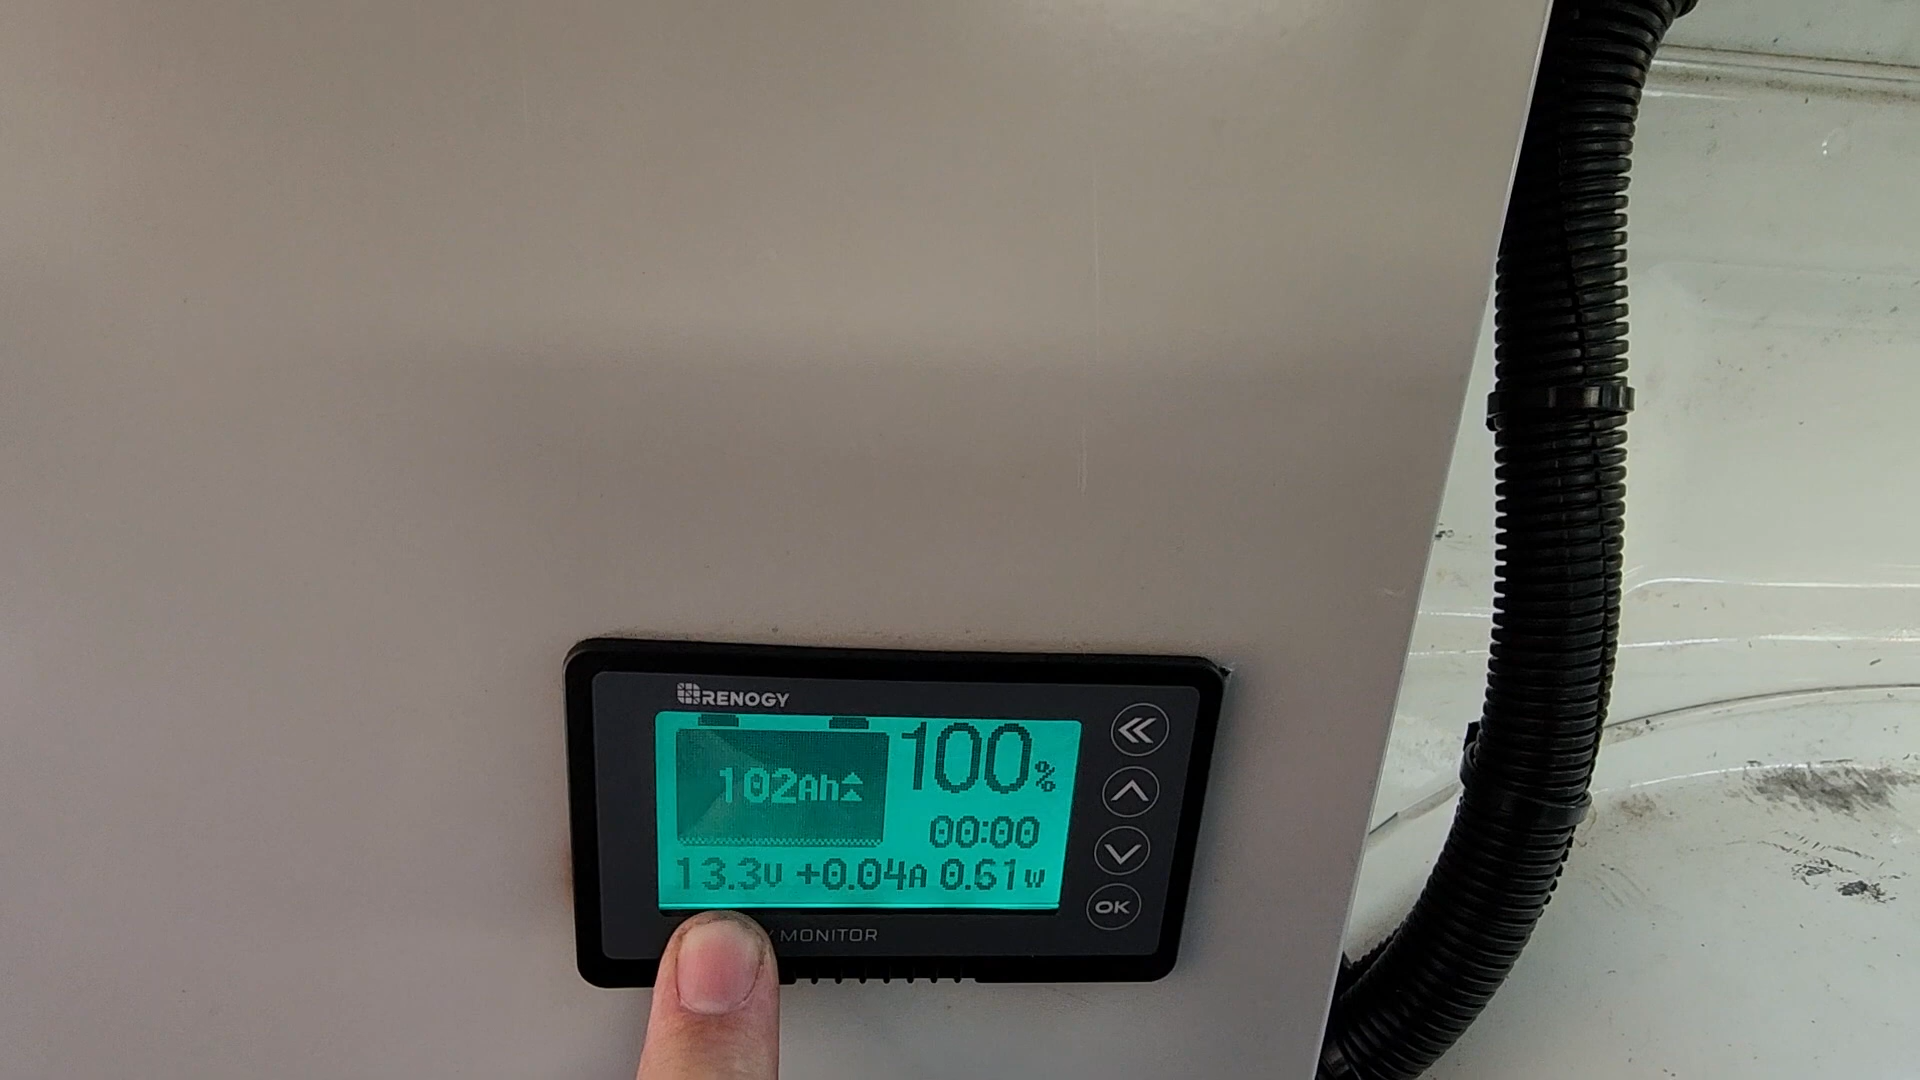 RENOGY
102Ah
100%
00:00
13.3V +0.04A 0.61W
MONITOR
OK